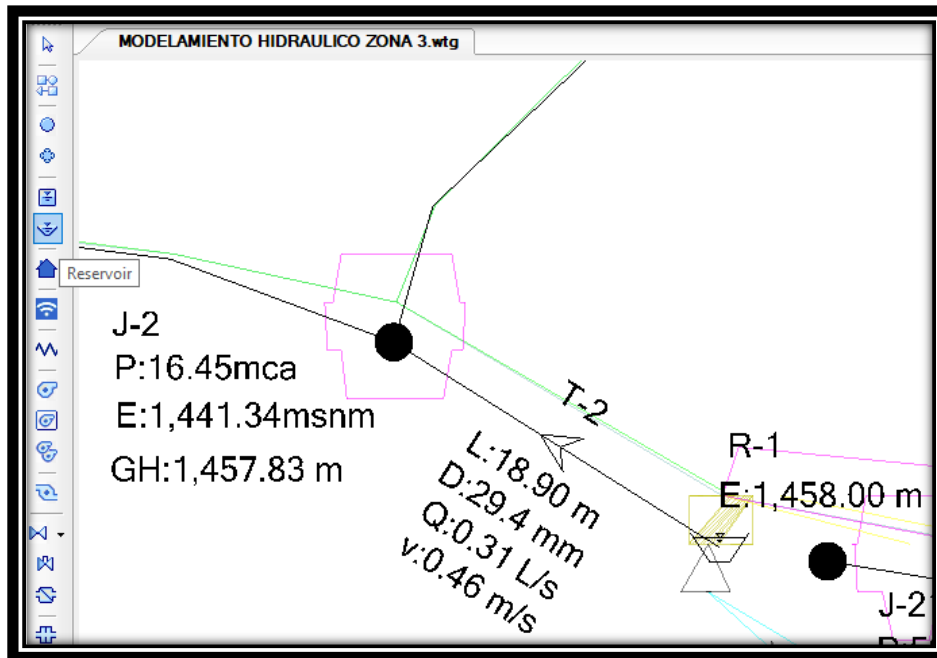 MODELAMIENTO HIDRAULICO ZONA 3.wtg
Reservoir
J-2
P:16.45mca
E:1,441.34msnm
GH:1,457.83 m
T-2
L:18.90 m
D:29.4 mm
Q:0.31 L/s
v:0.46 m/s
R-1
E:1,458.00 m